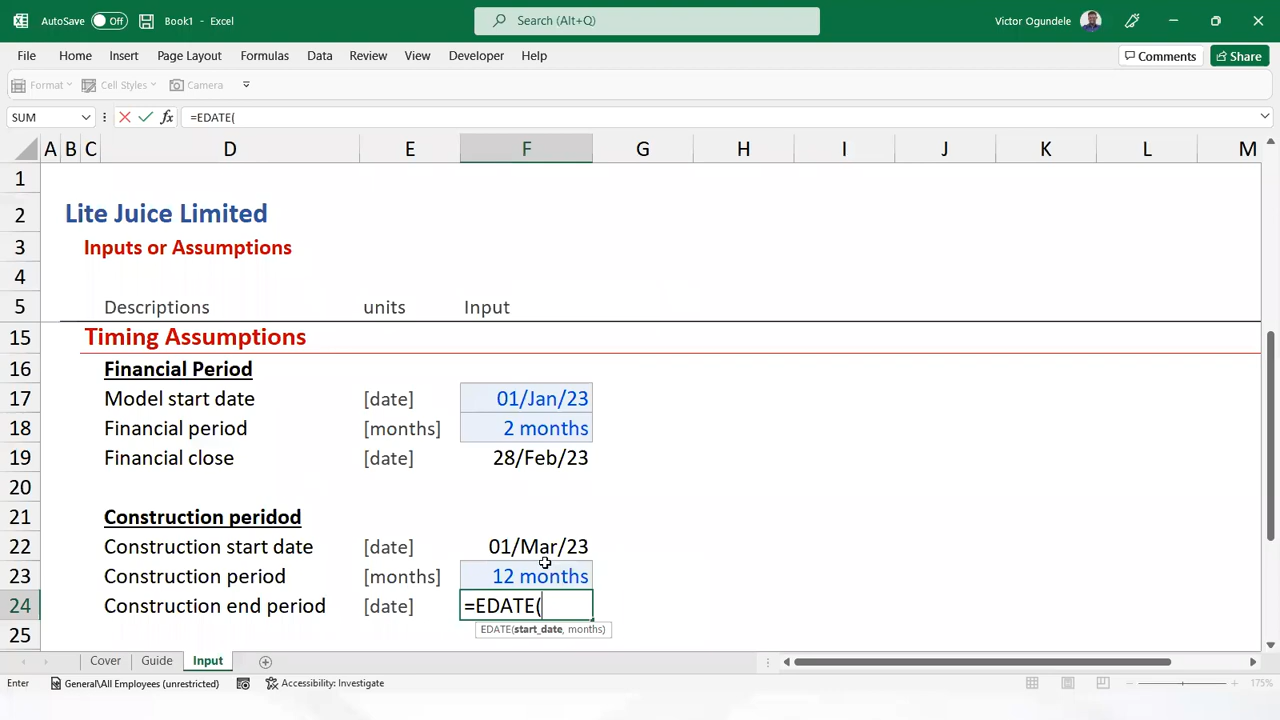 AutoSave Off Book1 - Excel Search (Alt+Q) Victor Ogundele
File Home Insert Page Layout Formulas Data Review View Developer Help Comments Share
Format Cell Styles Camera
SUM fx =EDATE(
A B C D E F G H I J K L M
1
2 Lite Juice Limited
3 Inputs or Assumptions
4
5 Descriptions units Input
15 Timing Assumptions
16 Financial Period
17 Model start date [date] 01/Jan/23
18 Financial period [months] 2 months
19 Financial close [date] 28/Feb/23
20
21 Construction peridod
22 Construction start date [date] 01/Mar/23
23 Construction period [months] 12 months
24 Construction end period [date] =EDATE(
25 EDATE(start_date, months)
Cover Guide Input
Enter General\All Employees (unrestricted) Accessibility: Investigate 175%